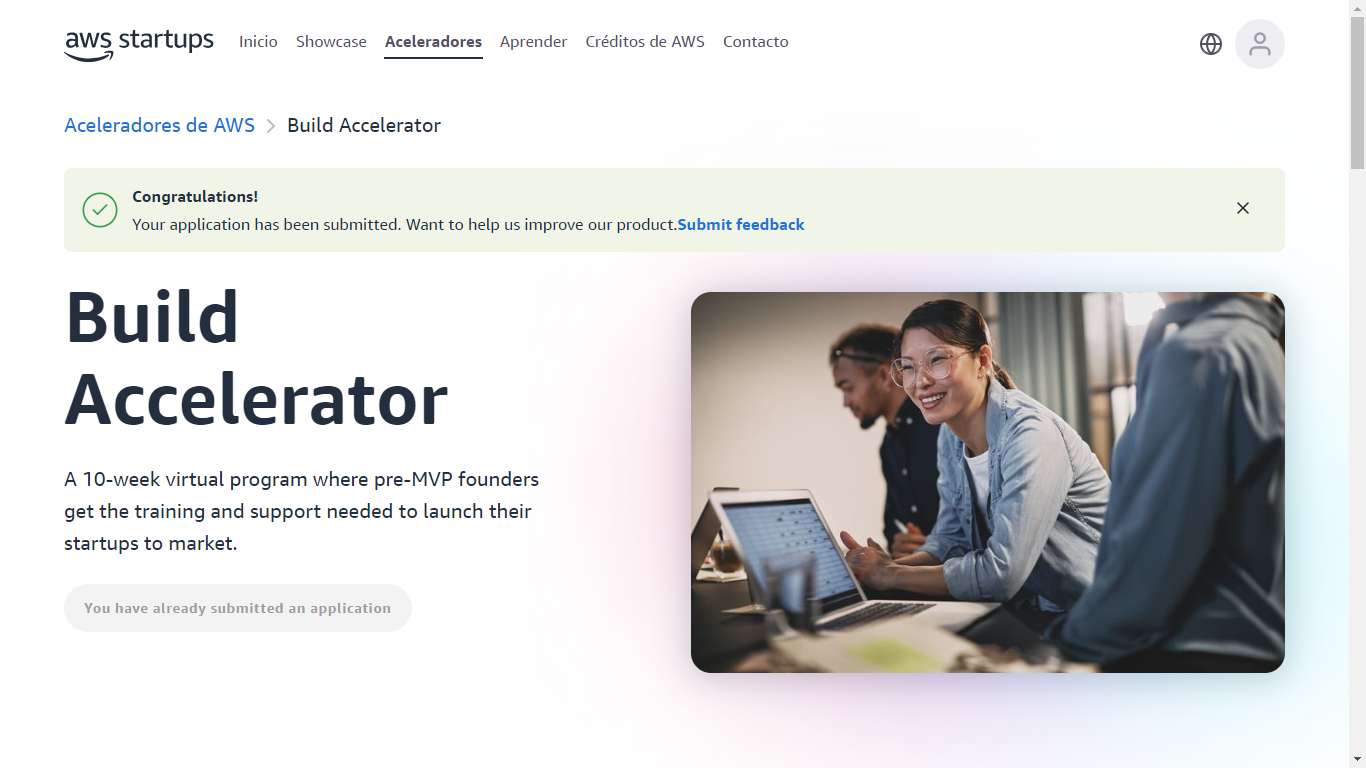 aws startups
Inicio Showcase Aceleradores Aprender Créditos de AWS Contacto
Aceleradores de AWS Build Accelerator
Congratulations!
Your application has been submitted. Want to help us improve our product.Submit feedback
Build
Accelerator
A 10-week virtual program where pre-MVP founders
get the training and support needed to launch their
startups to market.
You have already submitted an application